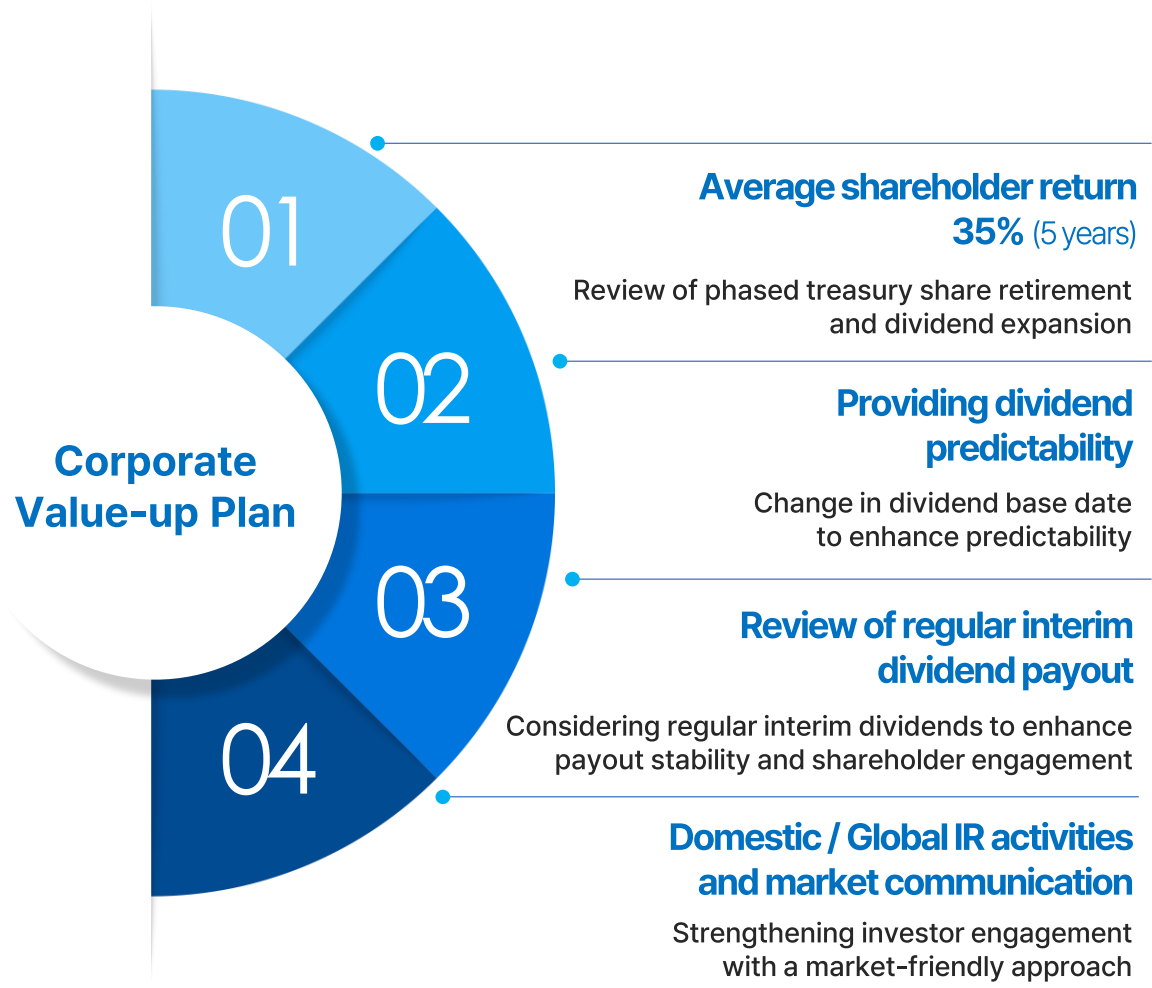 Corporate
Value-up Plan
01
Average shareholder return
35% (5 years)
Review of phased treasury share retirement
and dividend expansion
02
Providing dividend
predictability
Change in dividend base date
to enhance predictability
03
Review of regular interim
dividend payout
Considering regular interim dividends to enhance
payout stability and shareholder engagement
04
Domestic / Global IR activities
and market communication
Strengthening investor engagement
with a market-friendly approach